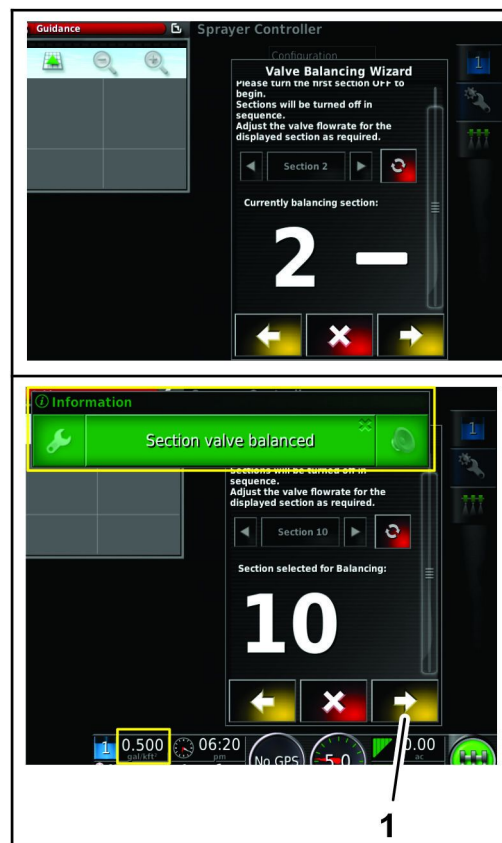 Guidance
Sprayer Controller
Configuration
Valve Balancing Wizard
Please turn the first section OFF to
begin.
Sections will be turned off in
sequence.
Adjust the valve flowrate for the
displayed section as required.
Section 2
Currently balancing section:
2 –
1
Information
Section valve balanced
Sections will be turned off in
sequence.
Adjust the valve flowrate for the
displayed section as required.
Section 10
Section selected for Balancing:
10
1
1
0.500
gal/kft²
06:20
pm
No GPS
5.0
0.00
ac
1